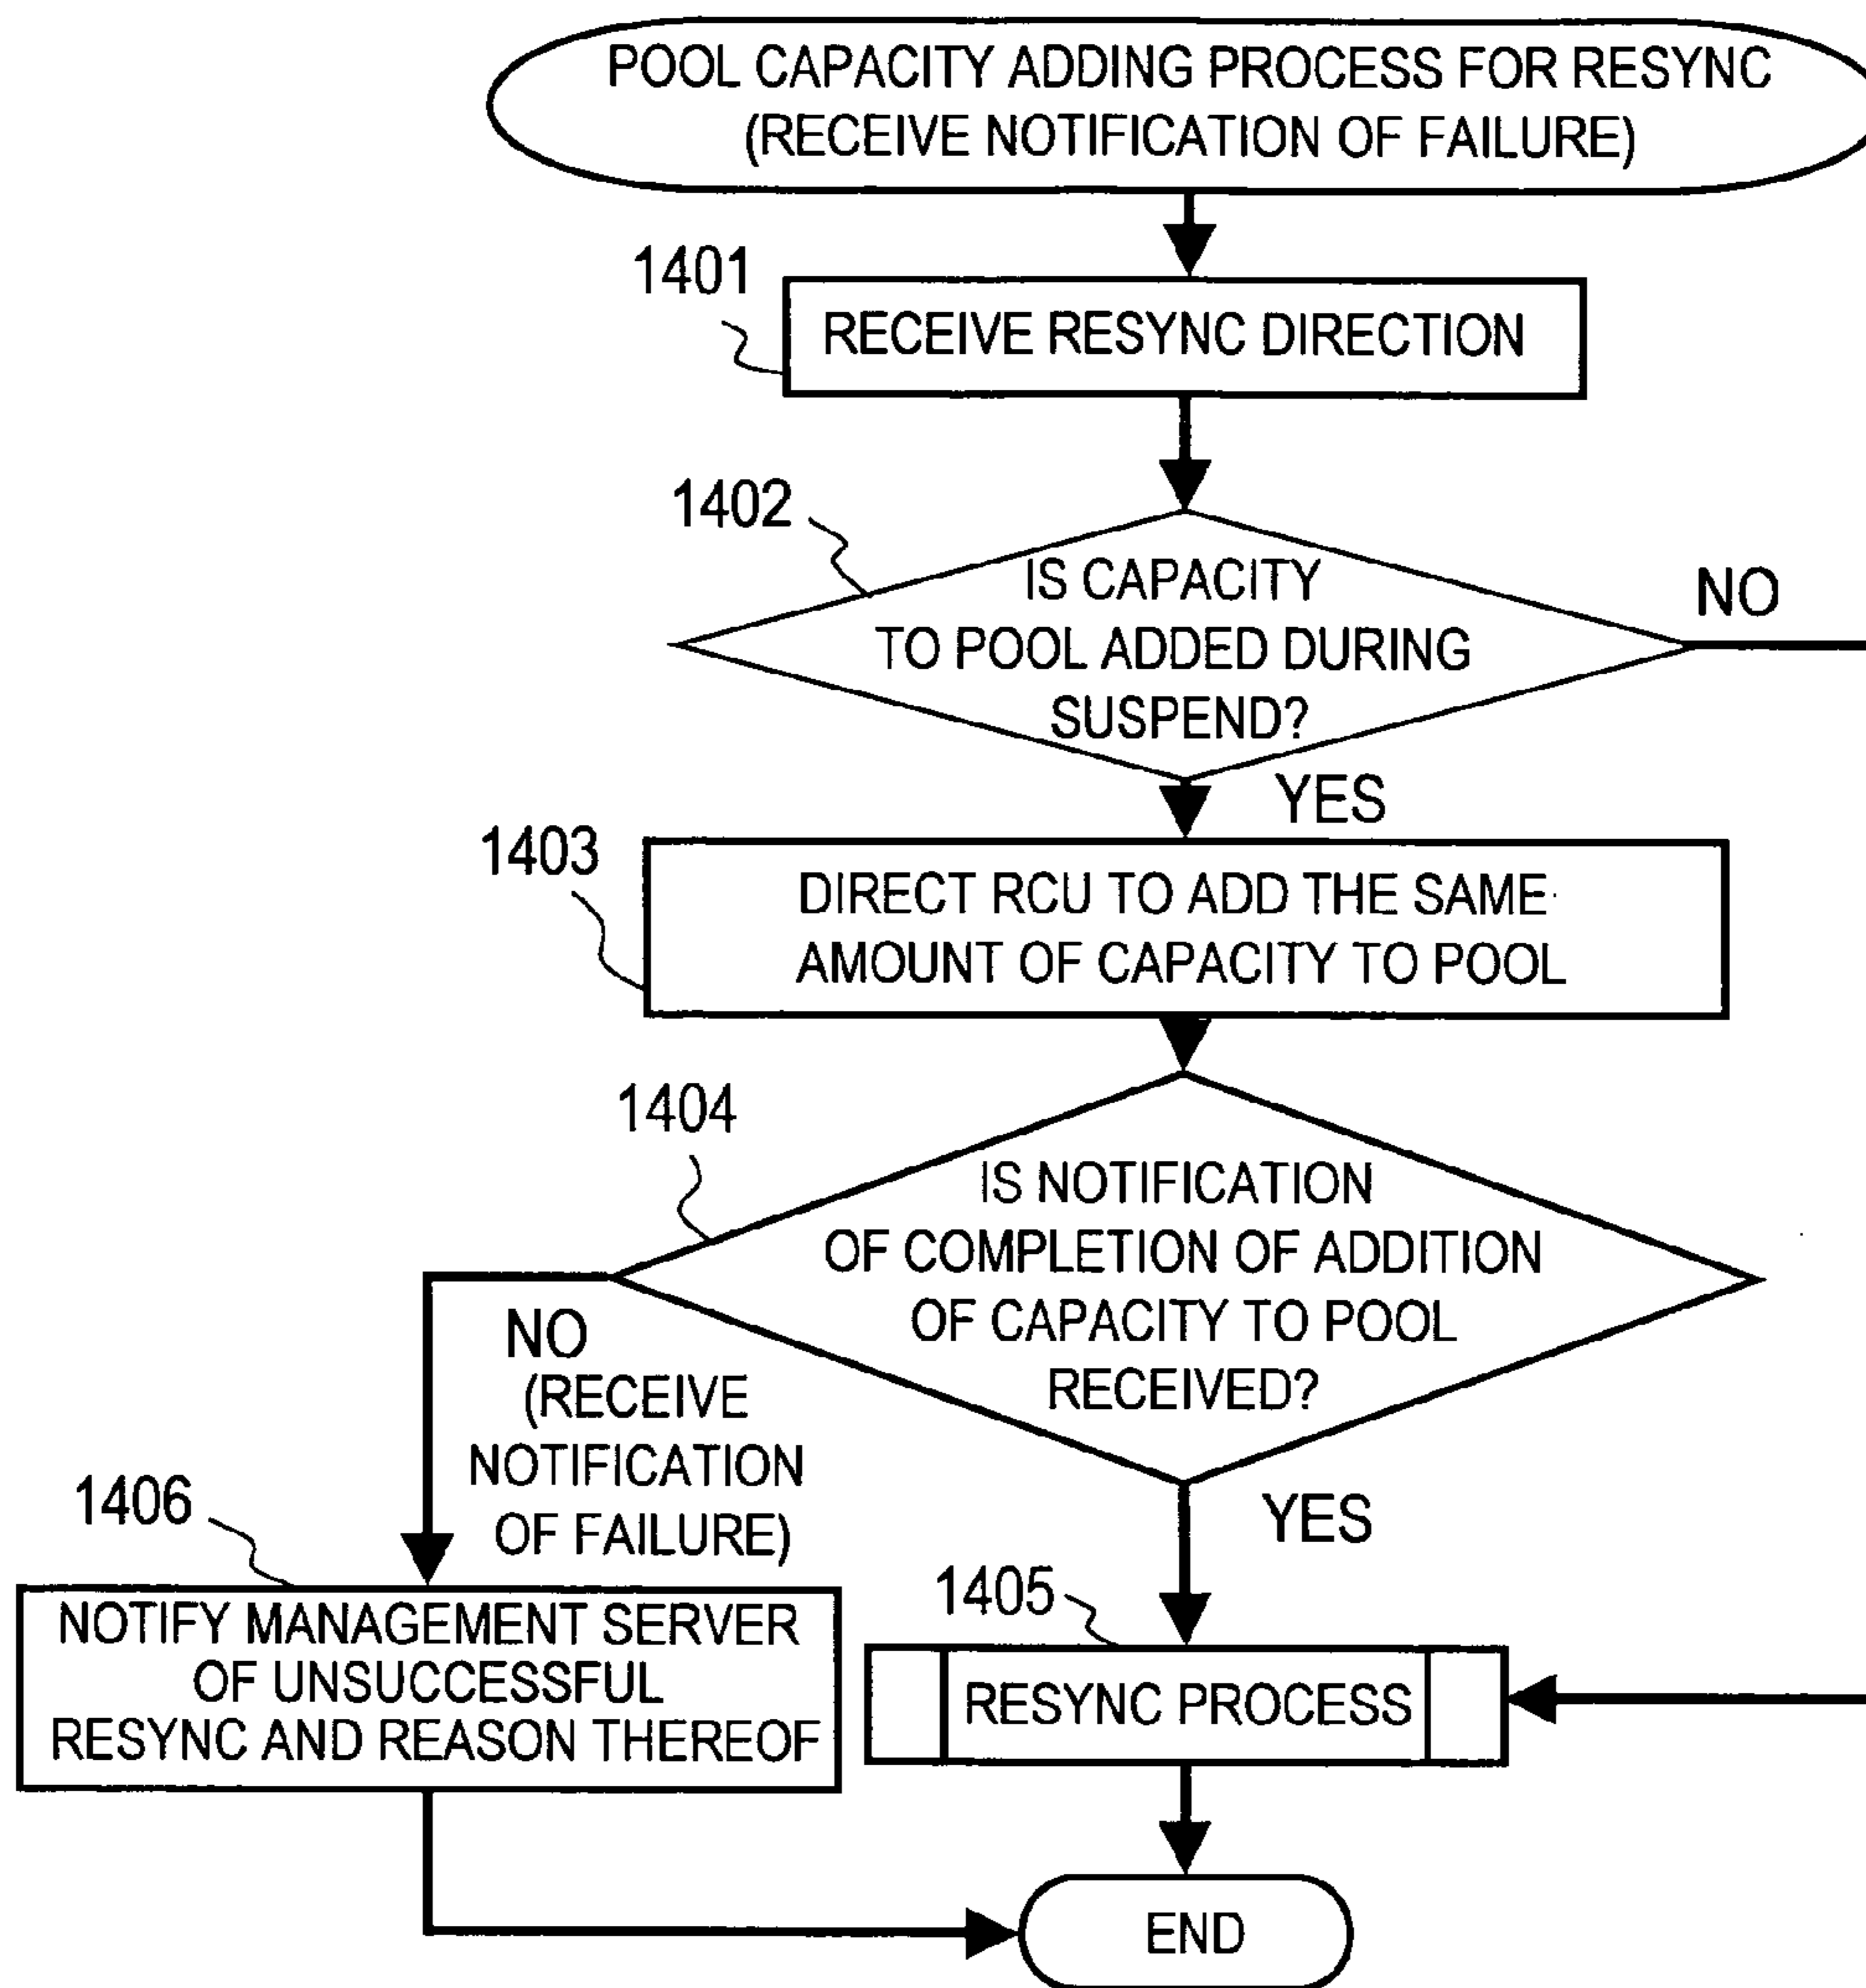 POOL CAPACITY ADDING PROCESS FOR RESYNC
(RECEIVE NOTIFICATION OF FAILURE)
1401
RECEIVE RESYNC DIRECTION
1402
IS CAPACITY
TO POOL ADDED DURING
SUSPEND?
NO
YES
1403
DIRECT RCU TO ADD THE SAME
AMOUNT OF CAPACITY TO POOL
1404
IS NOTIFICATION
OF COMPLETION OF ADDITION
OF CAPACITY TO POOL
RECEIVED?
NO
(RECEIVE
NOTIFICATION
OF FAILURE)
YES
1406
NOTIFY MANAGEMENT SERVER
OF UNSUCCESSFUL
RESYNC AND REASON THEREOF
1405
RESYNC PROCESS
END